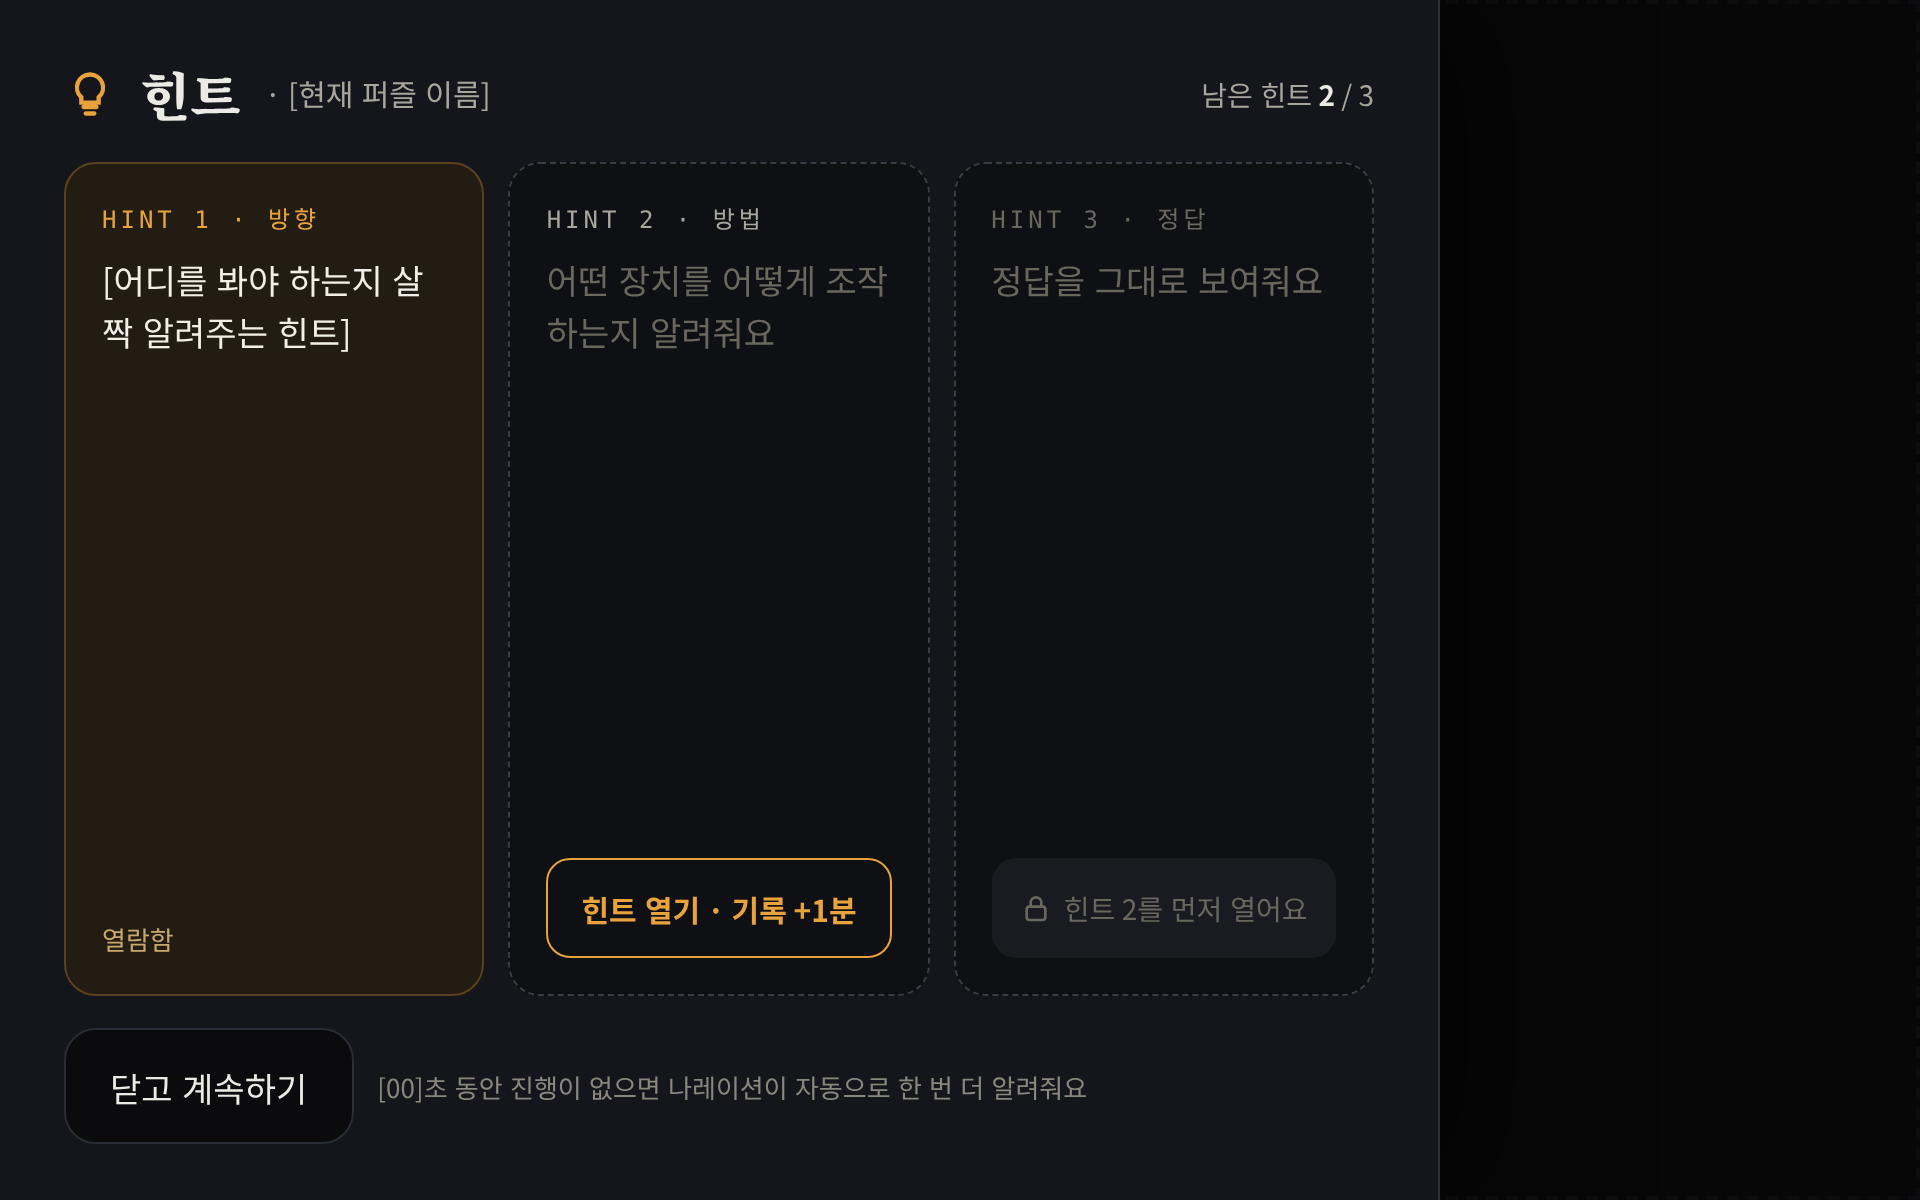 힌트 · [현재 퍼즐 이름]
남은 힌트 2 / 3
HINT 1 · 방향
[어디를 봐야 하는지 살
짝 알려주는 힌트]
열람함
HINT 2 · 방법
어떤 장치를 어떻게 조작
하는지 알려줘요
힌트 열기 · 기록 +1분
HINT 3 · 정답
정답을 그대로 보여줘요
힌트 2를 먼저 열어요
닫고 계속하기
[00]초 동안 진행이 없으면 나레이션이 자동으로 한 번 더 알려줘요